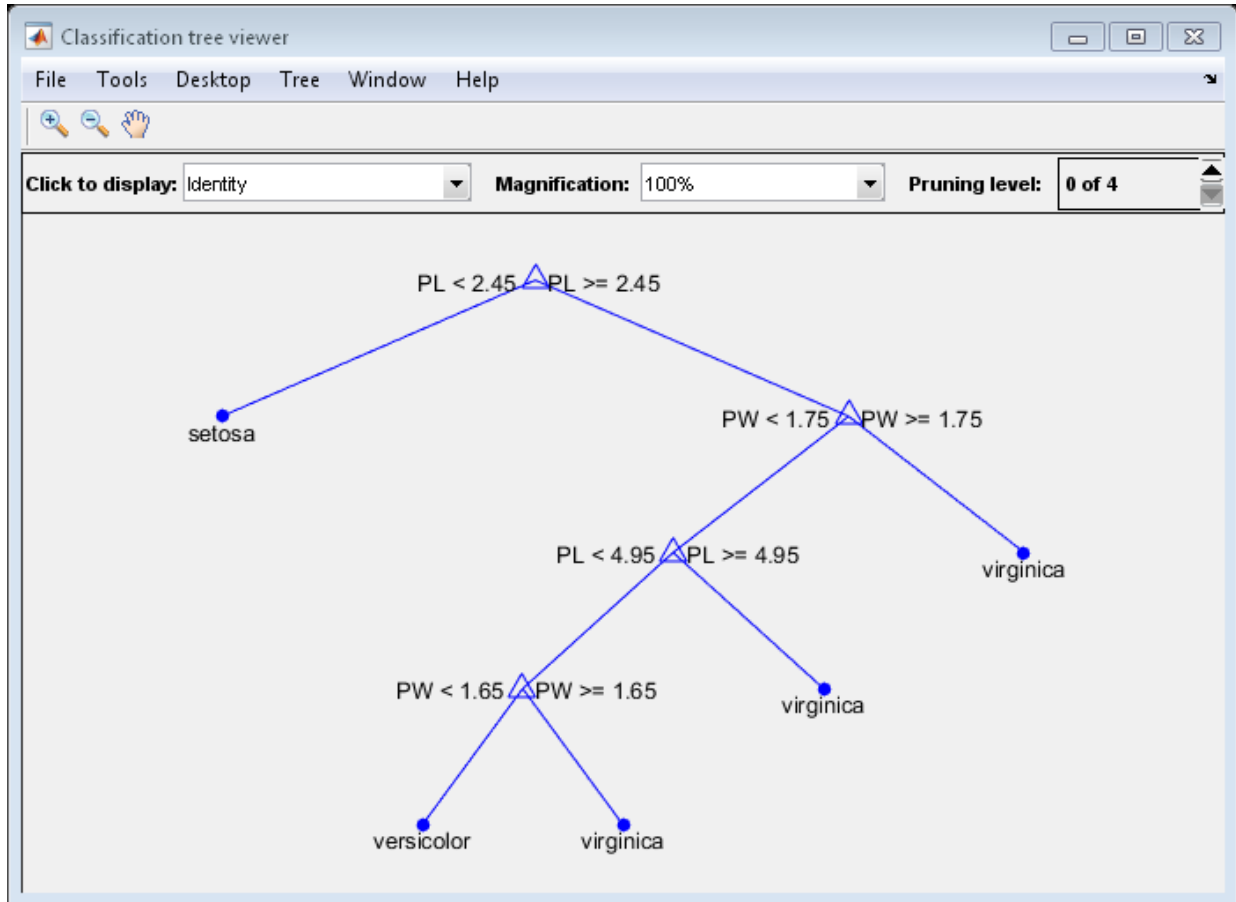 Classification tree viewer
File Tools Desktop Tree Window Help
Click to display: Identity Magnification: 100% Pruning level: 0 of 4
PL < 2.45 PL >= 2.45
setosa
PW < 1.75 PW >= 1.75
PL < 4.95 PL >= 4.95
virginica
PW < 1.65 PW >= 1.65
virginica
versicolor virginica